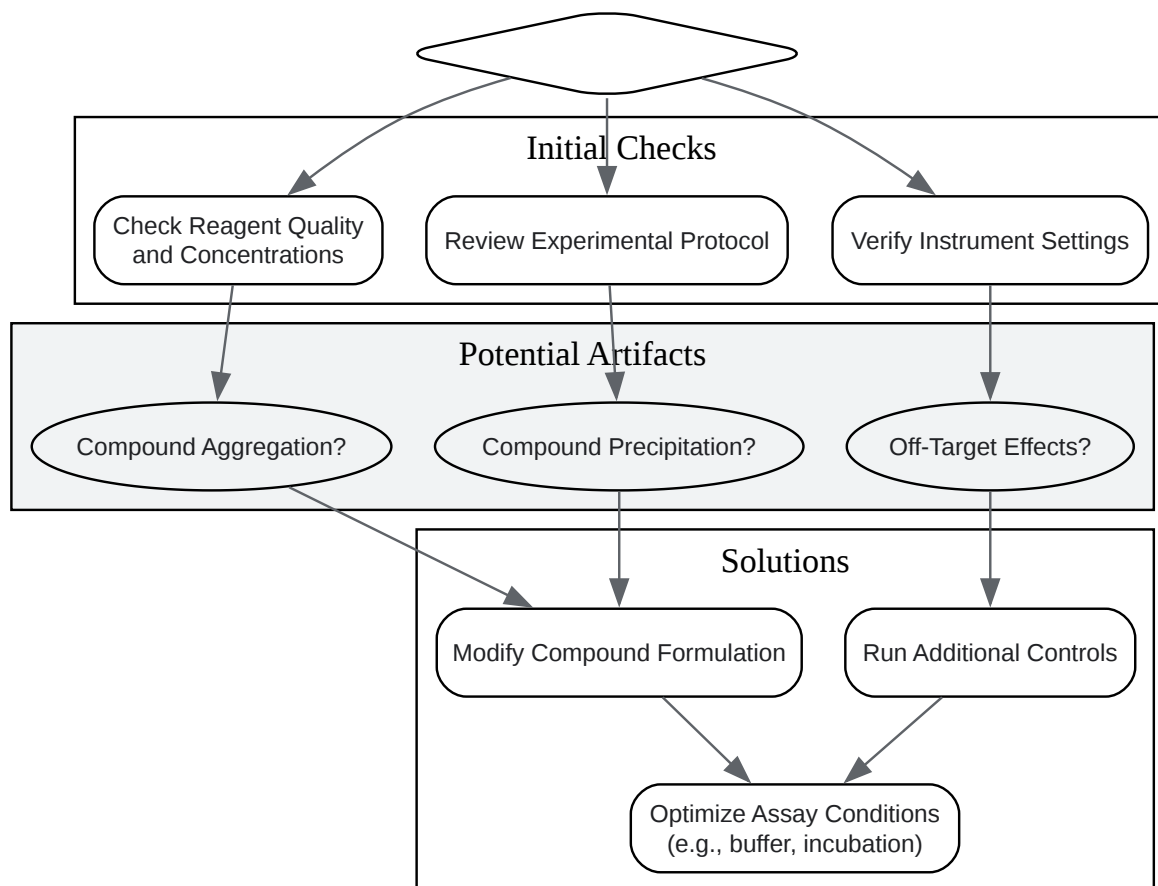 Initial Checks
Check Reagent Quality
and Concentrations
Review Experimental Protocol
Verify Instrument Settings
Potential Artifacts
Compound Aggregation?
Compound Precipitation?
Off-Target Effects?
Solutions
Modify Compound Formulation
Run Additional Controls
Optimize Assay Conditions
(e.g., buffer, incubation)